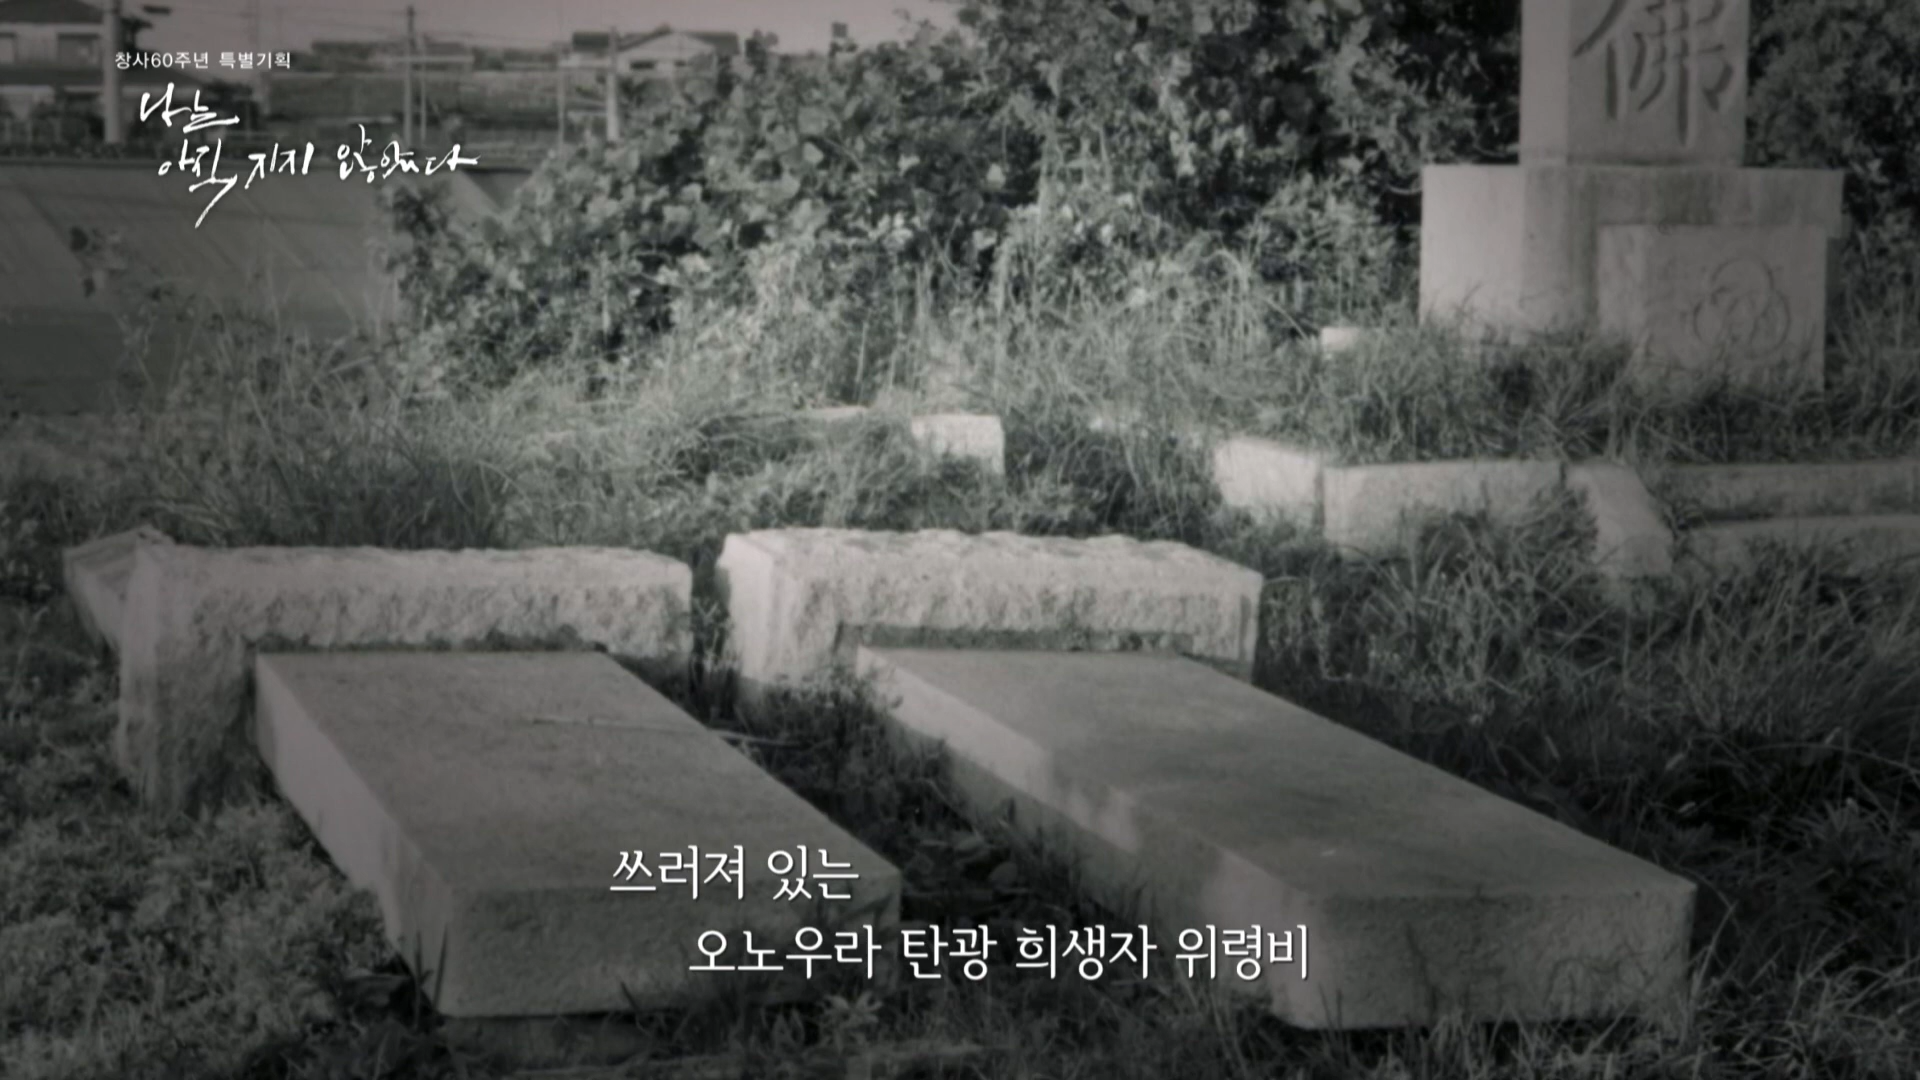 창사60주년 특별기획
나는
아직 지지 않았다
佛
쓰러져 있는
오노우라 탄광 희생자 위령비